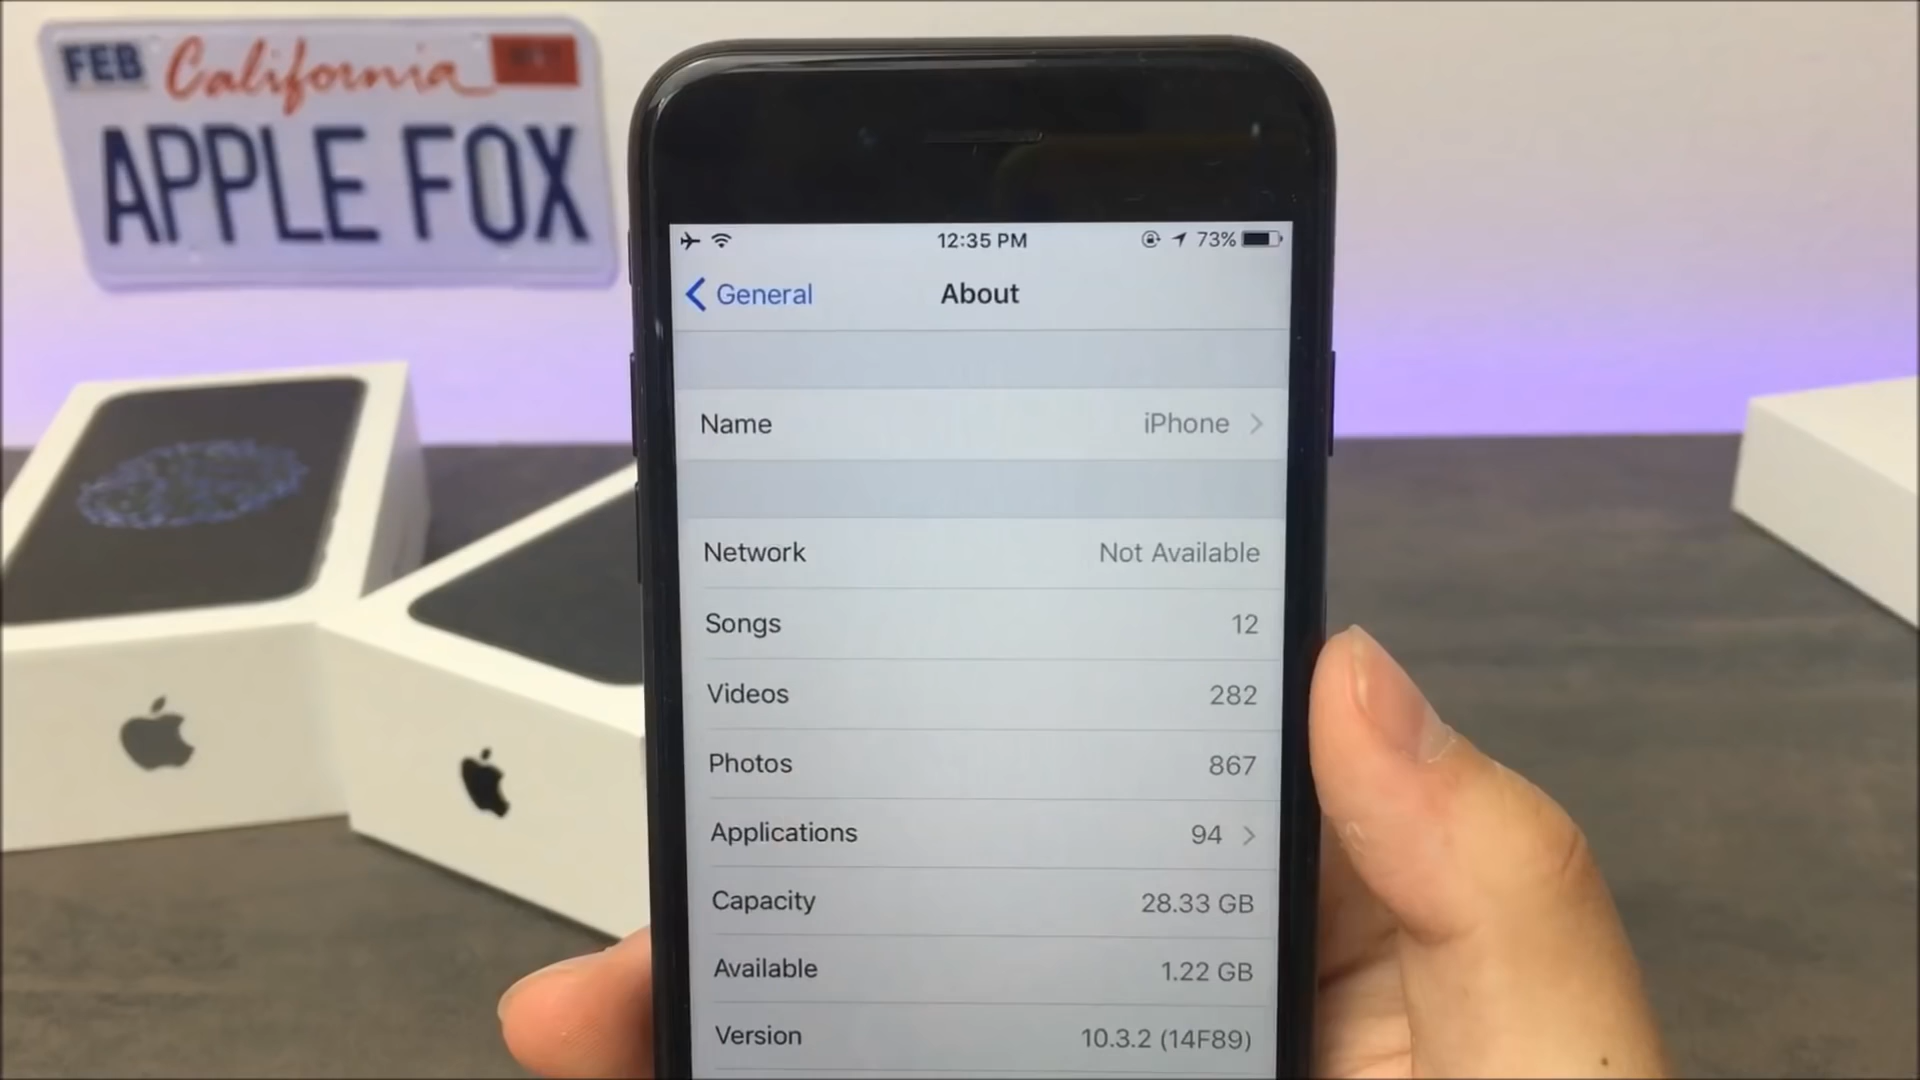 FEB California
APPLE FOX
12:35 PM 73%
General About
Name iPhone
Network Not Available
Songs 12
Videos 282
Photos 867
Applications 94
Capacity 28.33 GB
Available 1.22 GB
Version 10.3.2 (14F89)